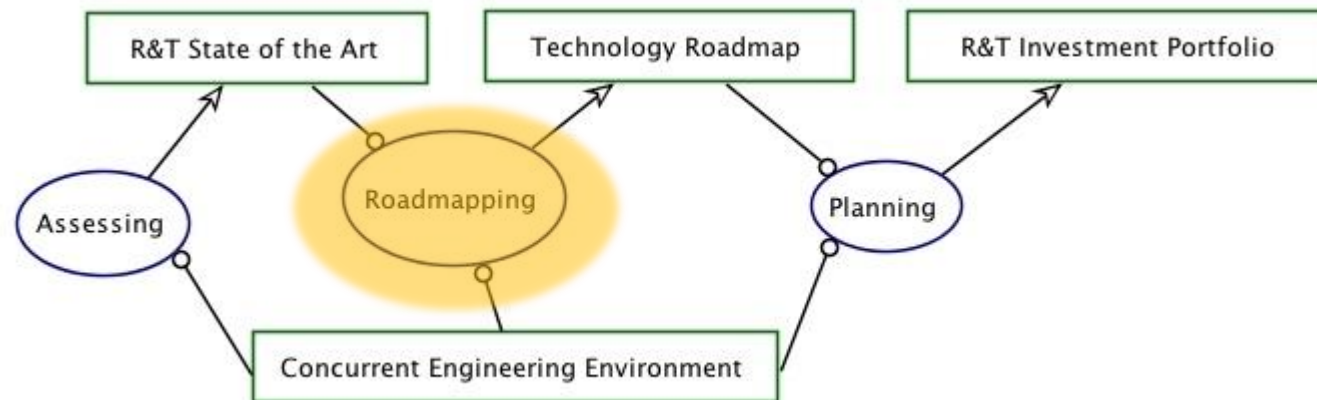 R&T State of the Art
Technology Roadmap
R&T Investment Portfolio
Assessing
Roadmapping
Planning
Concurrent Engineering Environment